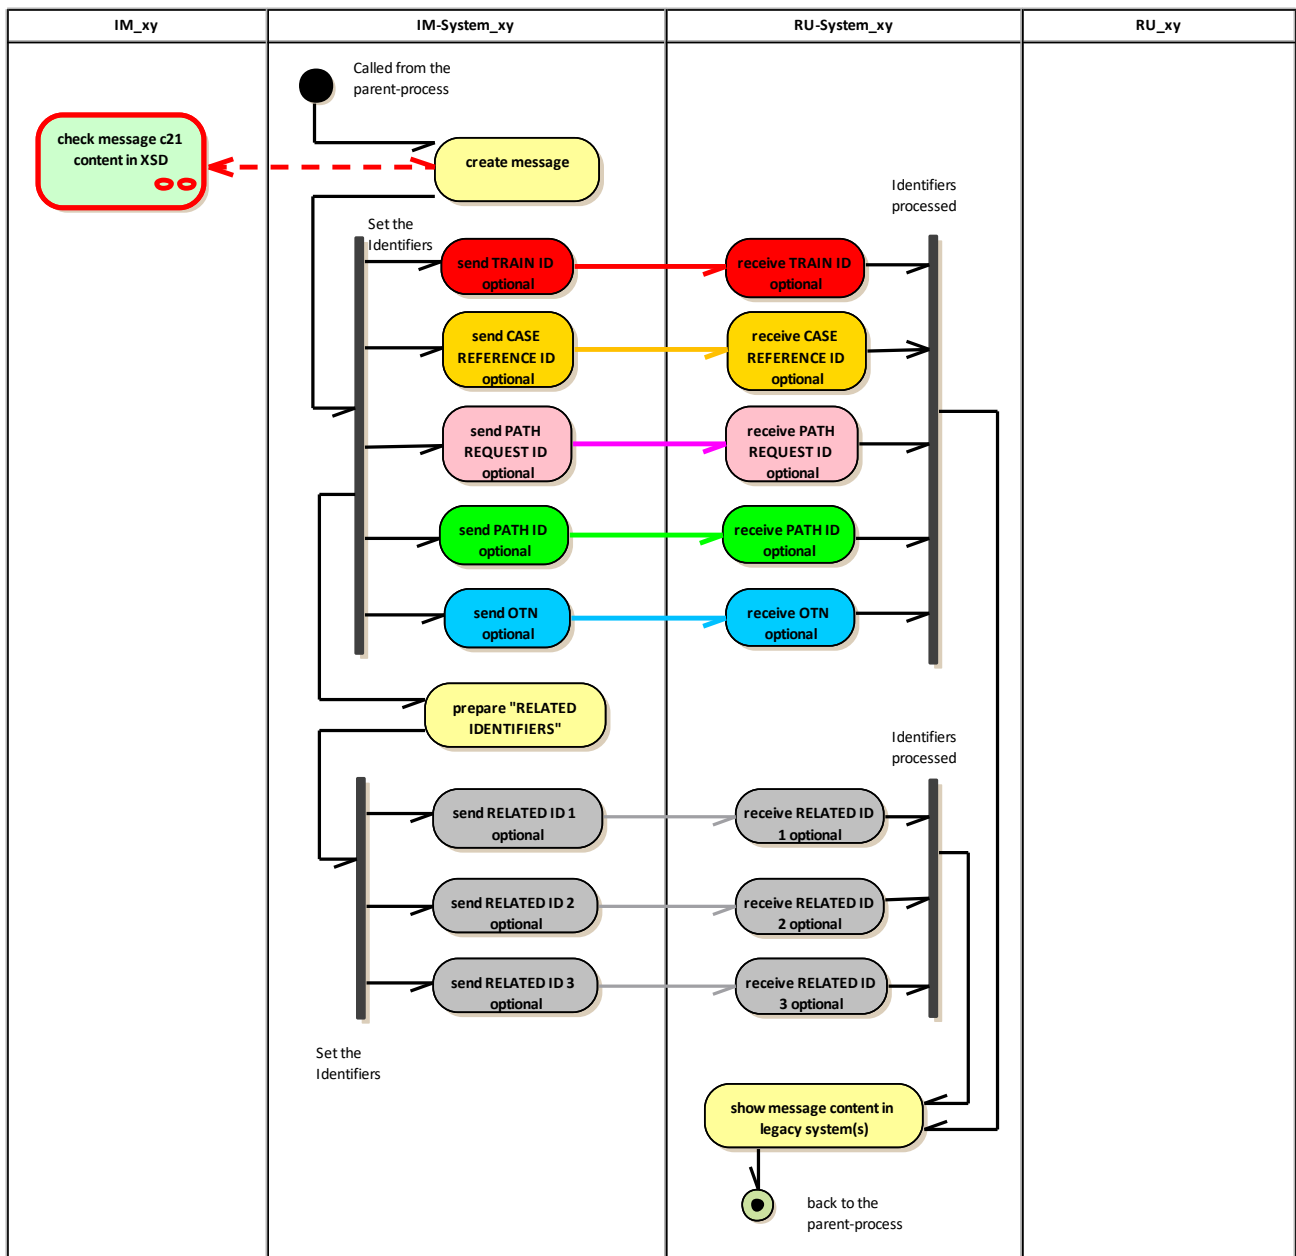 IM_xy
IM-System_xy
RU-System_xy
RU_xy
Called from the
parent-process
check message c21
content in XSD
create message
Identifiers
processed
Set the
Identifiers
send TRAIN ID
optional
receive TRAIN ID
optional
send CASE
REFERENCE ID
optional
receive CASE
REFERENCE ID
optional
send PATH
REQUEST ID
optional
receive PATH
REQUEST ID
optional
send PATH ID
optional
receive PATH ID
optional
send OTN
optional
receive OTN
optional
prepare "RELATED
IDENTIFIERS"
Identifiers
processed
send RELATED ID 1
optional
receive RELATED ID
1 optional
send RELATED ID 2
optional
receive RELATED ID
2 optional
send RELATED ID 3
optional
receive RELATED ID
3 optional
Set the
Identifiers
show message content in
legacy system(s)
back to the
parent-process